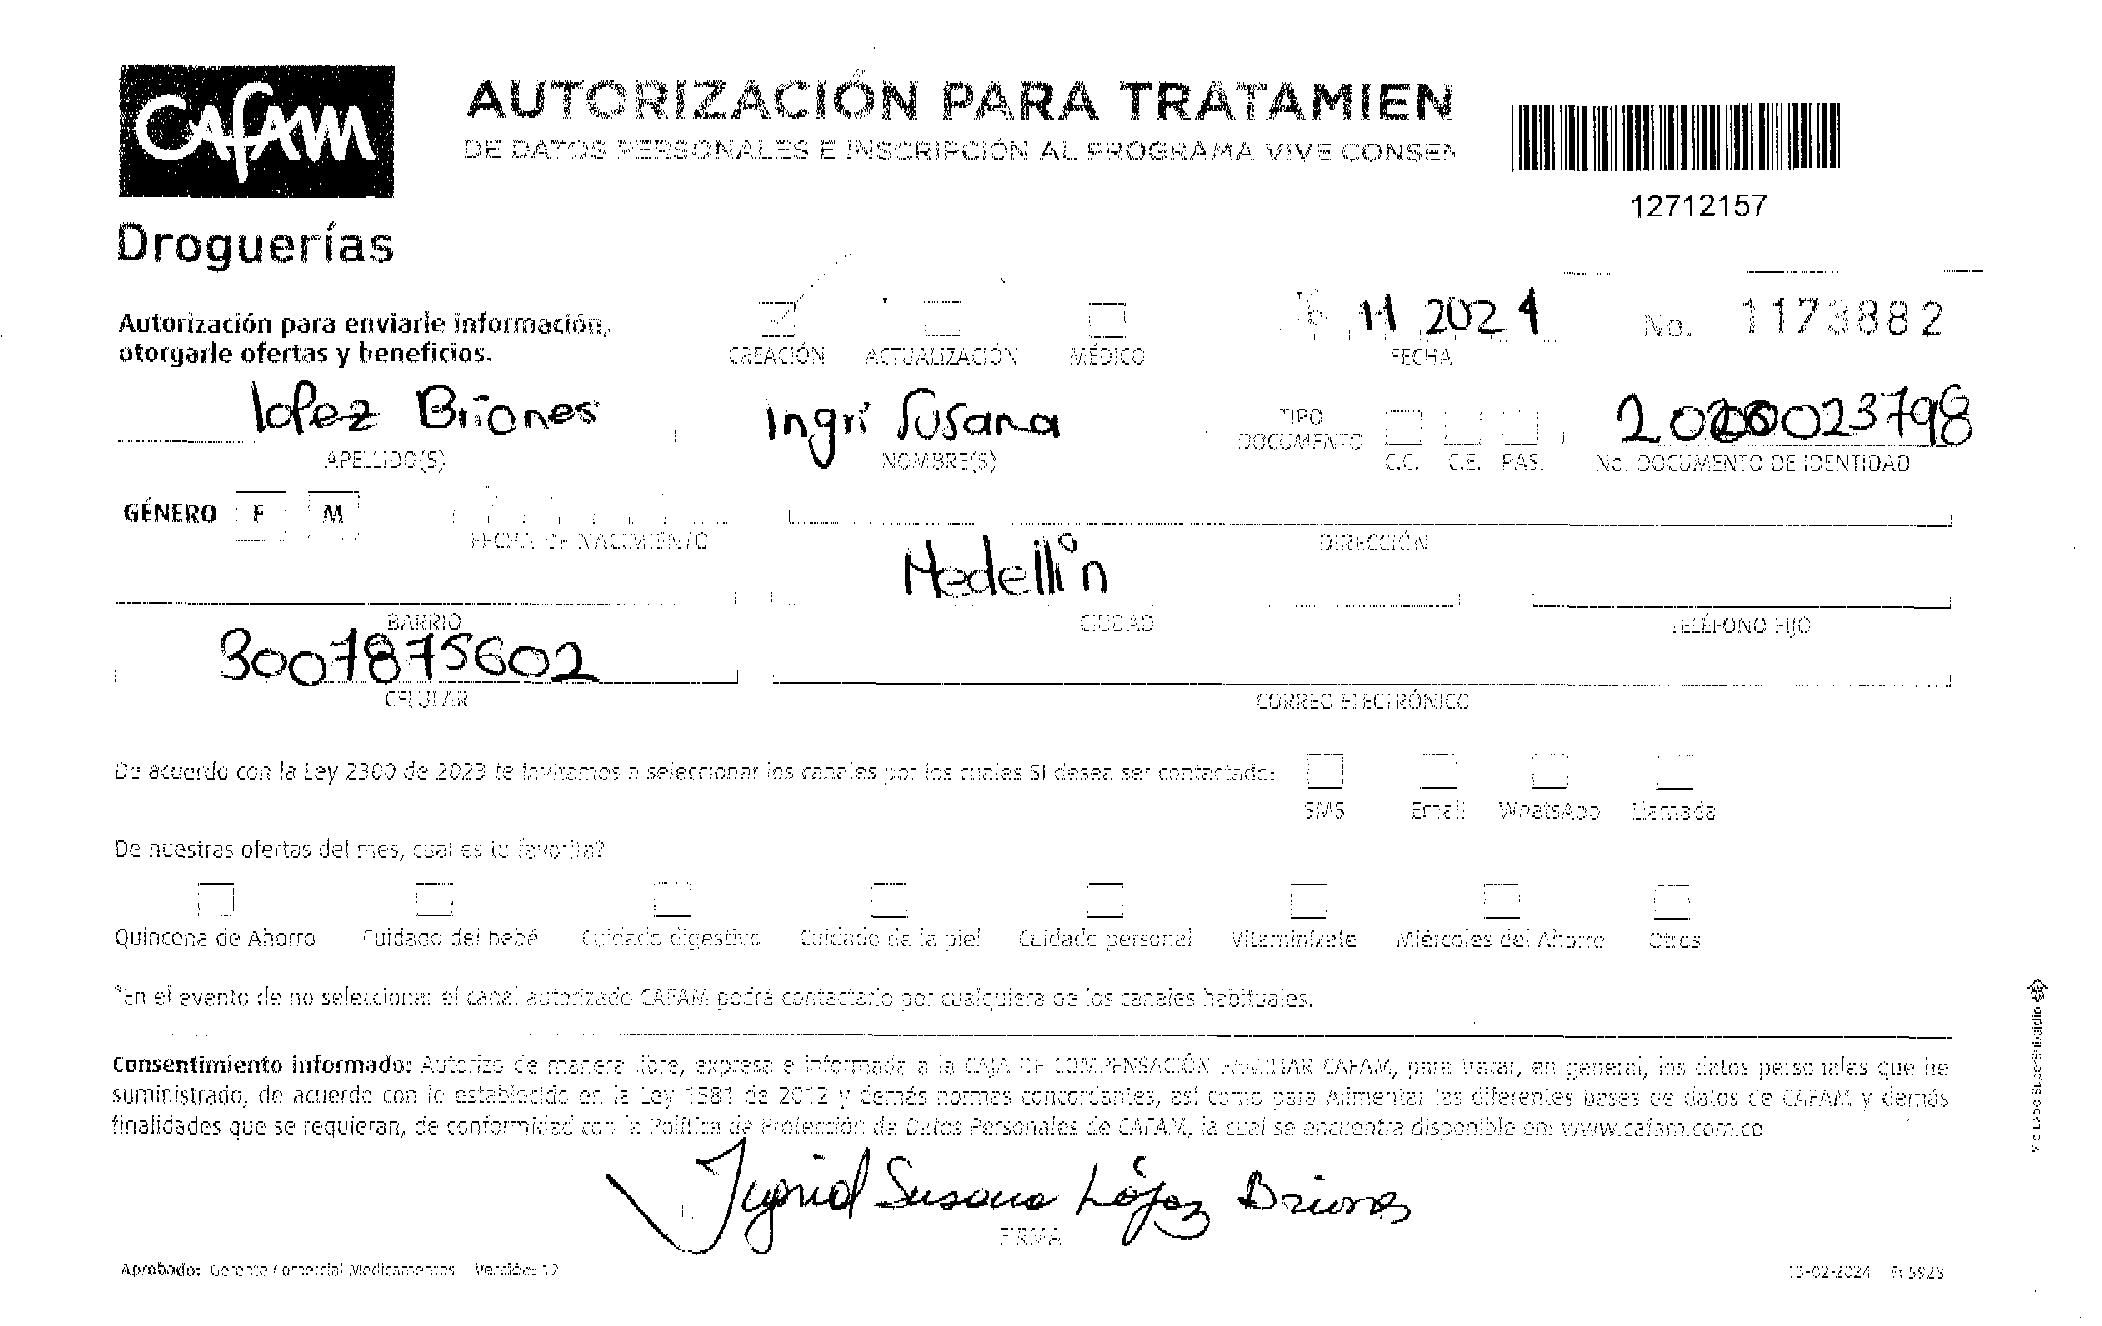 CAFAM
Droguerías
AUTORIZACIÓN PARA TRATAMIEN
DE DATOS PERSONALES E INSCRIPCIÓN AL PROGRAMA VIVE CONSEN
12712157
Autorización para enviarle información,
otorgarle ofertas y beneficios.
CREACIÓN ACTUALIZACIÓN MÉDICO
11 2024
FECHA
No. 1173882
lopez Briones Ingri Susana
APELLIDO(S) NOMBRE(S)
TIPO
DOCUMENTO
C.C. C.E. PAS. No. DOCUMENTO DE IDENTIDAD
GÉNERO F M
FECHA DE NACIMIENTO DIRECCIÓN
Medellin
BARRIO CIUDAD TELÉFONO FIJO
3007875602
CELULAR CORREO ELECTRÓNICO
De acuerdo con la Ley 2300 de 2023 te invitamos a seleccionar los canales por los cuales SI desea ser contactado:
SMS Email WhatsApp Llamada
De nuestras ofertas del mes, cual es tu favorita?
Quincena de Ahorro Cuidado del bebé Cuidado digestivo Cuidado de la piel Cuidado personal Vitamínizate Miércoles del Ahorro Otros
*En el evento de no seleccionar el canal autorizado CAFAM podrá contactarlo por cualquiera de los canales habituales.
Consentimiento informado: Autorizo de manera libre, expresa e informada a la CAJA DE COMPENSACIÓN FAMILIAR CAFAM, para tratar, en general, los datos personales que he
suministrado, de acuerdo con lo establecido en la Ley 1581 de 2012 y demás normas concordantes, así como para alimentar las diferentes bases de datos de CAFAM y demás
finalidades que se requieran, de conformidad con la Política de Protección de Datos Personales de CAFAM, la cual se encuentra disponible en: www.cafam.com.co
Ingrid Susana López Briones
FIRMA
Aprobado: Gerente Comercial Medicamentos Versión: 12
13-02-2024
VIGILADO SuperSubsidio